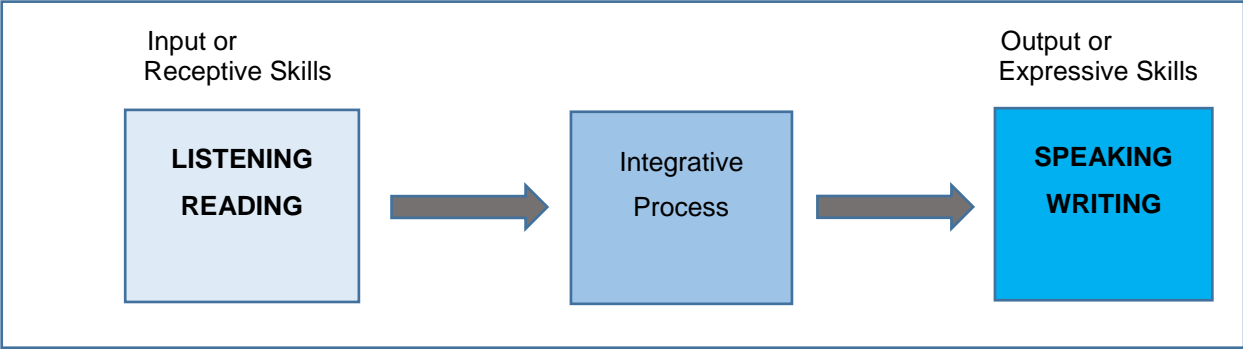 Input or
Receptive Skills
LISTENING
READING
Integrative
Process
Output or
Expressive Skills
SPEAKING
WRITING